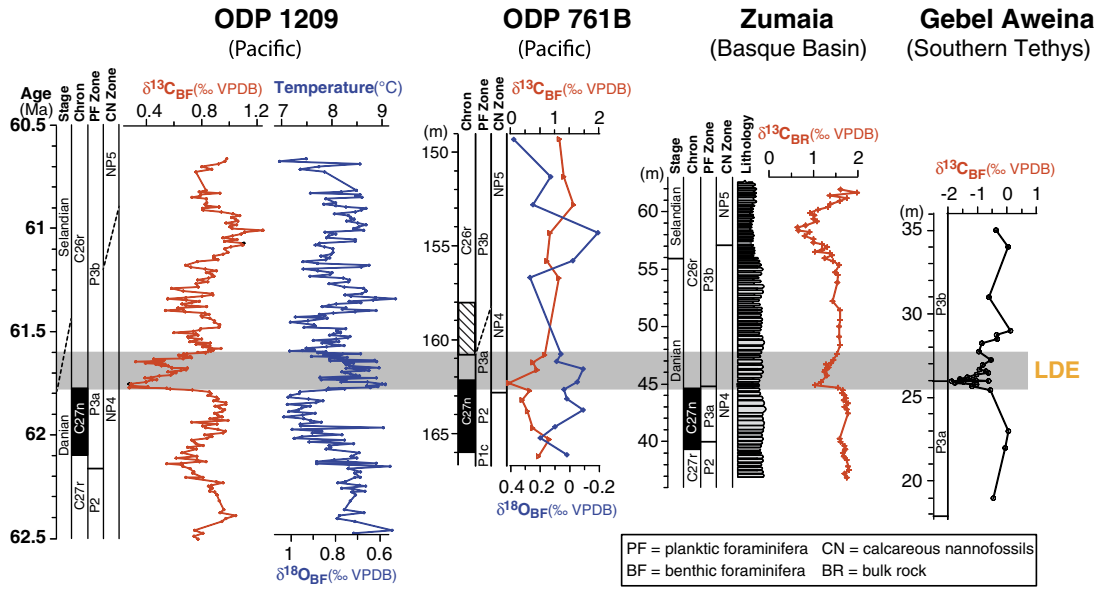 ODP 1209
(Pacific)
ODP 761B
(Pacific)
Zumaia
(Basque Basin)
Gebel Aweina
(Southern Tethys)
Age
(Ma)
Stage
Chron
PF Zone
CN Zone
δ13CBF(‰ VPDB)
0.4 0.8 1.2
Temperature(°C)
7 8 9
60.5
61
61.5
62
62.5
Selandian
Danian
C26r
C27n
C27r
P3b
P3a
P2
NP5
NP4
1 0.8 0.6
δ18OBF(‰ VPDB)
(m)
Chron
PF Zone
CN Zone
δ13CBF(‰ VPDB)
0 1 2
150
155
160
165
C26r
C27n
P3b
P3a
P2
P1c
NP5
NP4
0.4 0.2 0 -0.2
δ18OBF(‰ VPDB)
(m)
Stage
Chron
PF Zone
CN Zone
Lithology
δ13CBR(‰ VPDB)
0 1 2
60
55
50
45
40
Selandian
Danian
C26r
C27n
C27r
P3b
P3a
P2
NP5
NP4
δ13CBF(‰ VPDB)
-2 -1 0 1
(m)
35
30
25
20
P3b
P3a
LDE
PF = planktic foraminifera CN = calcareous nannofossils
BF = benthic foraminifera BR = bulk rock